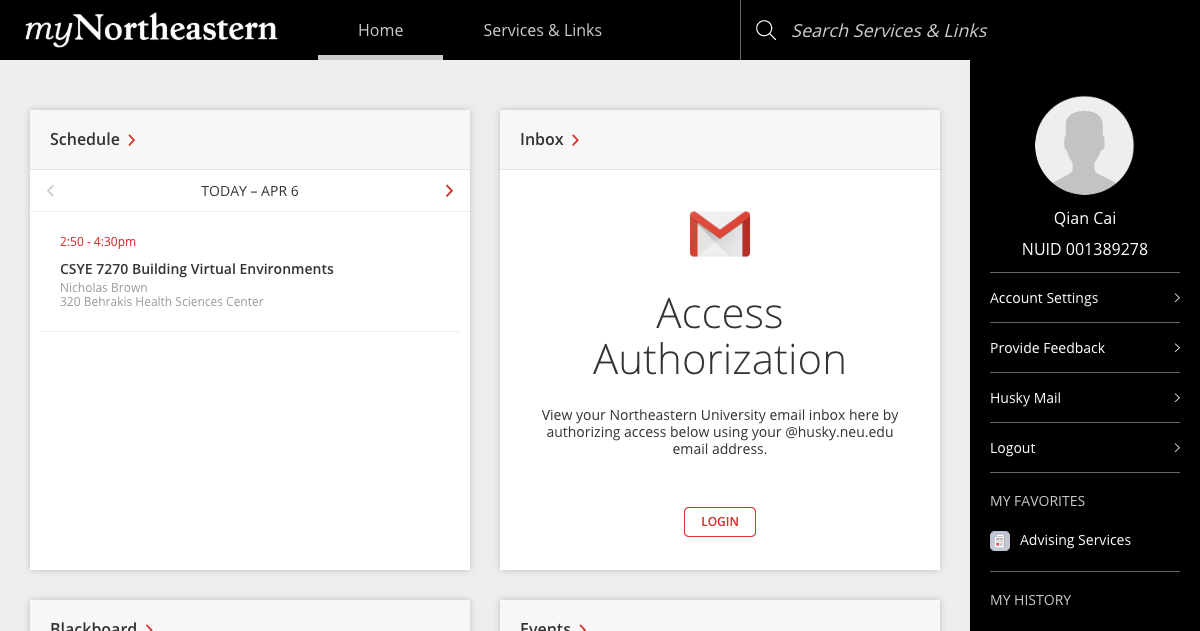 myNortheastern
Home
Services & Links
Search Services & Links
Schedule
TODAY – APR 6
2:50 - 4:30pm
CSYE 7270 Building Virtual Environments
Nicholas Brown
320 Behrakis Health Sciences Center
Inbox
Access
Authorization
View your Northeastern University email inbox here by
authorizing access below using your @husky.neu.edu
email address.
LOGIN
Blackboard
Events
Qian Cai
NUID 001389278
Account Settings
Provide Feedback
Husky Mail
Logout
MY FAVORITES
Advising Services
MY HISTORY